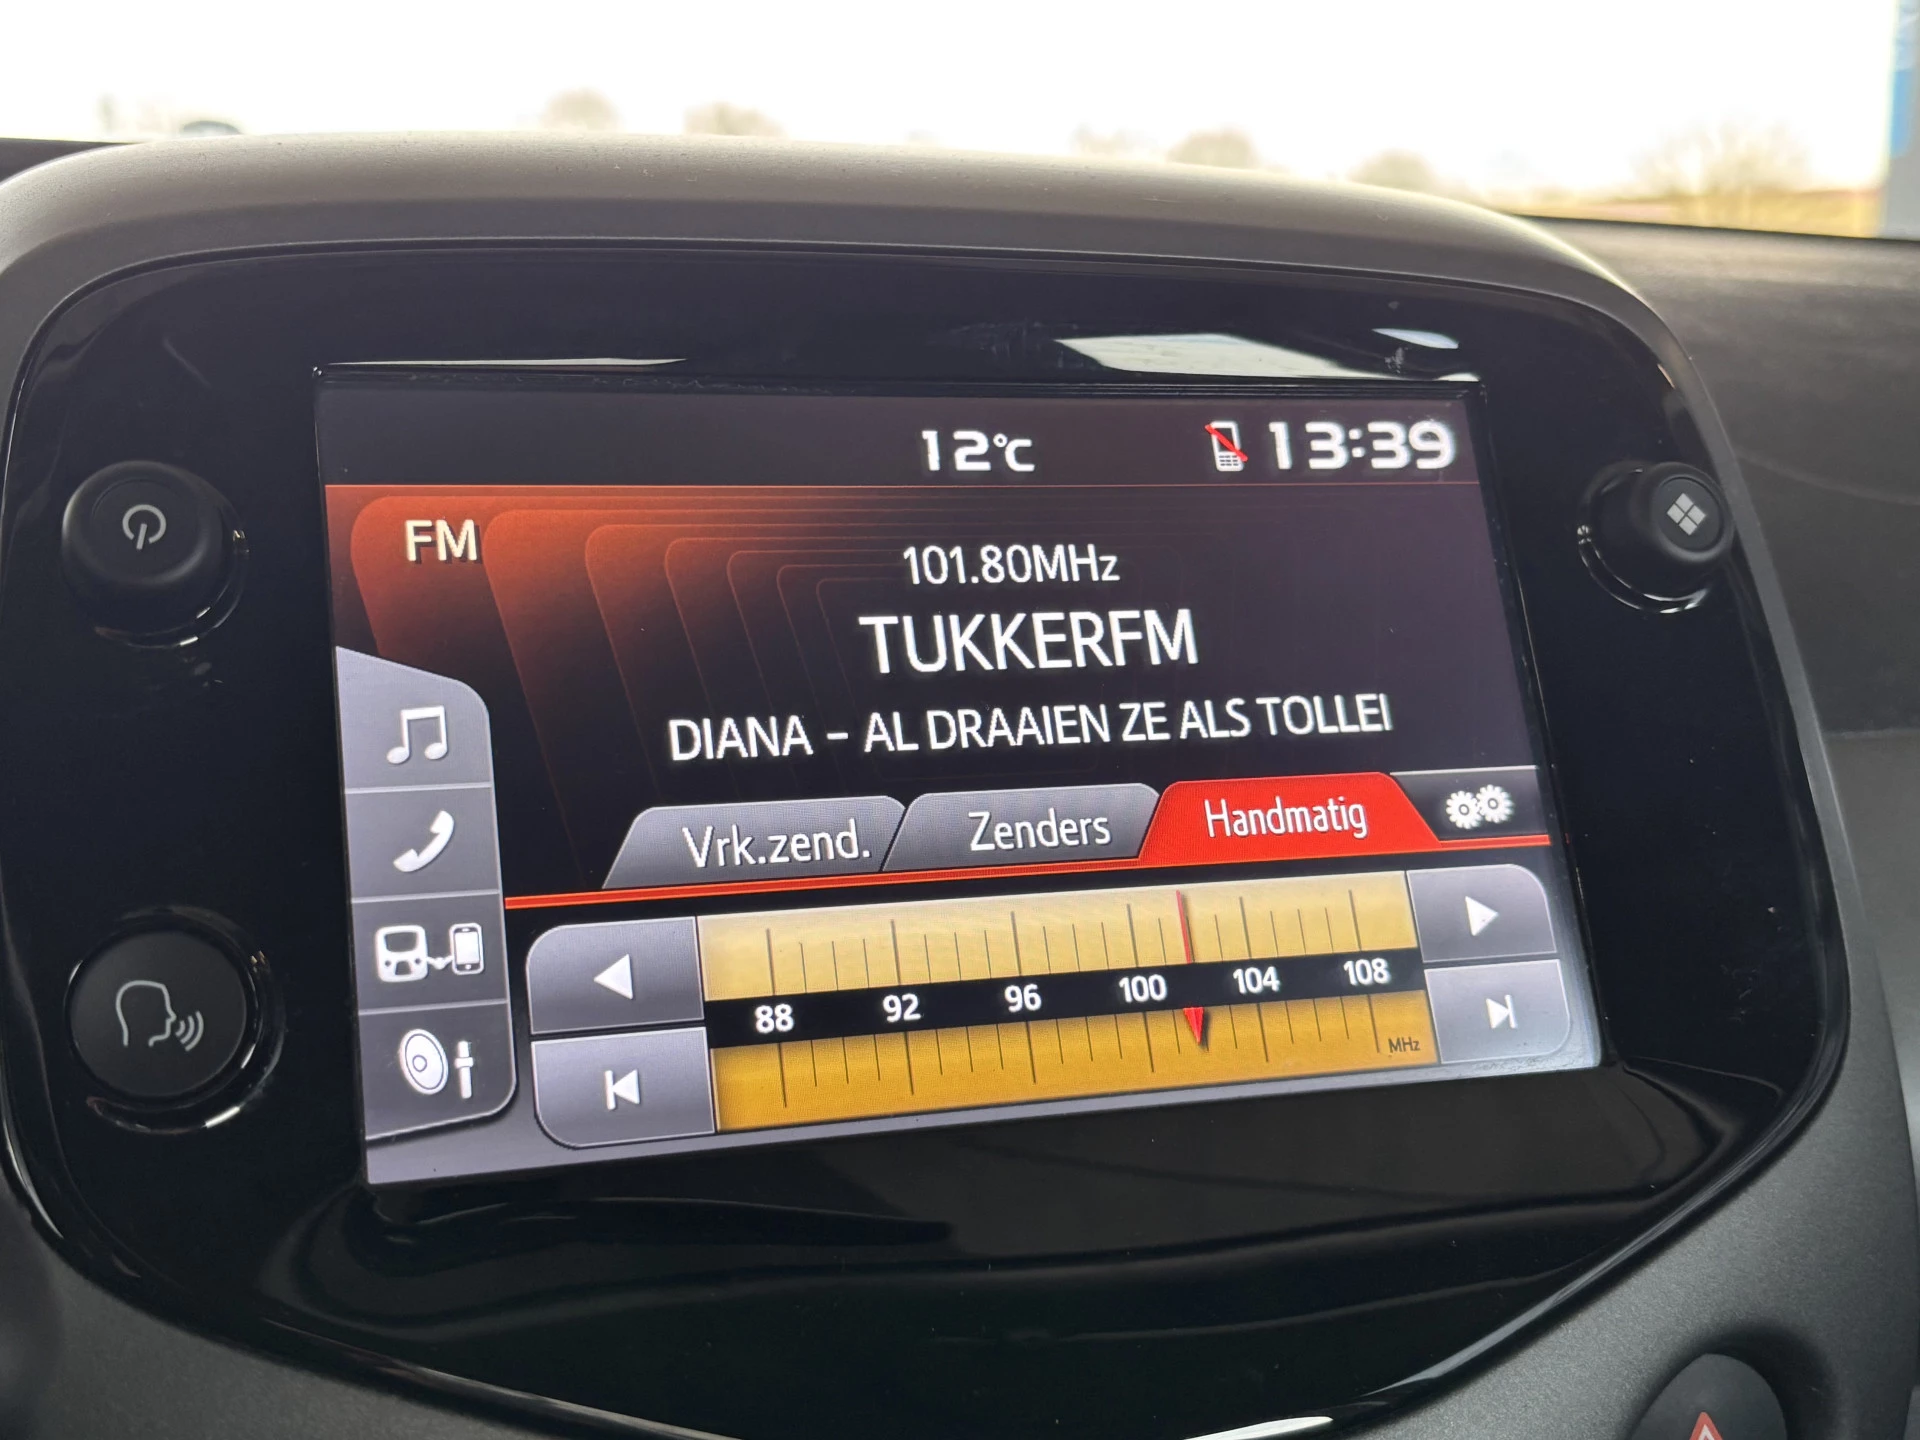 12°C 13:39
FM
101.80MHz
TUKKERFM
DIANA - AL DRAAIEN ZE ALS TOLLEI
Vrk.zend. Zenders Handmatig
88 92 96 100 104 108
MHz